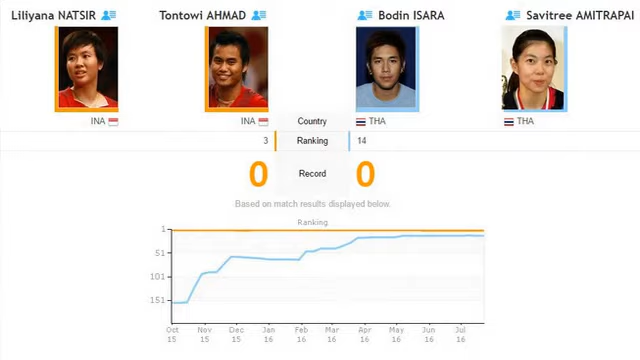 Liliyana NATSIR Tontowi AHMAD Bodin ISARA Savitree AMITRAPAI
INA INA Country THA THA
3 Ranking 14
0 Record 0
Based on match results displayed below.
Ranking
1
51
101
151
Oct Nov Dec Jan Feb Mar Apr May Jun Jul
15 15 15 16 16 16 16 16 16 16